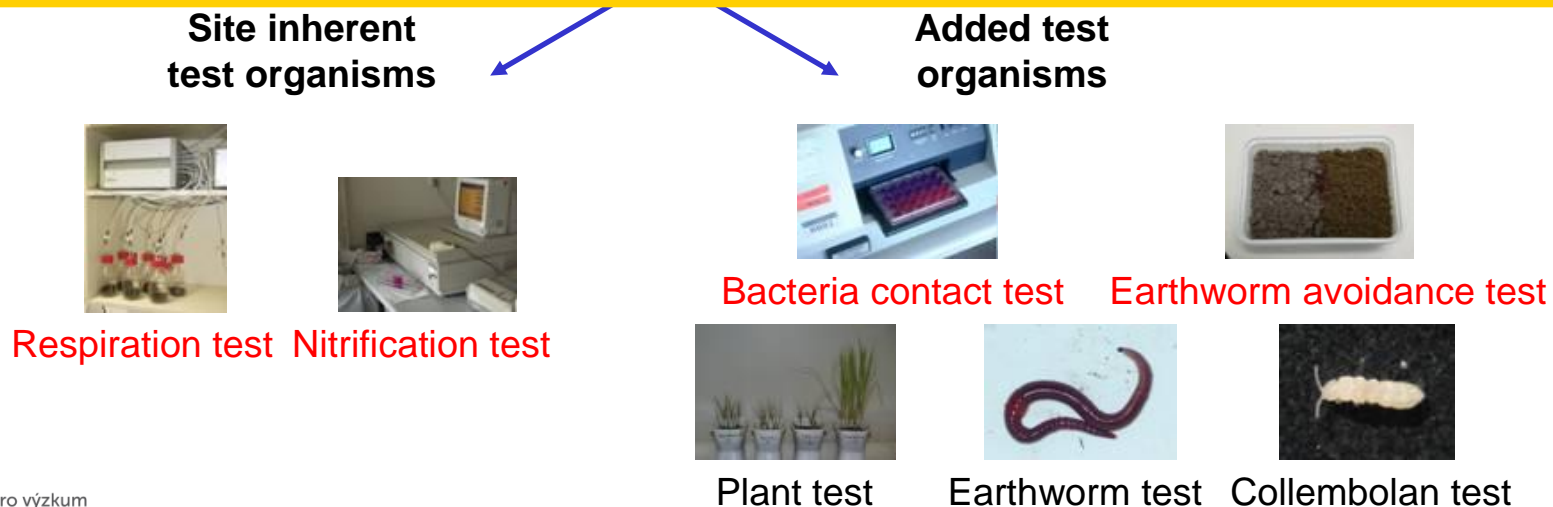 Site inherent
test organisms
Added test
organisms
Respiration test Nitrification test
Bacteria contact test Earthworm avoidance test
Plant test Earthworm test Collembolan test
ro výzkum